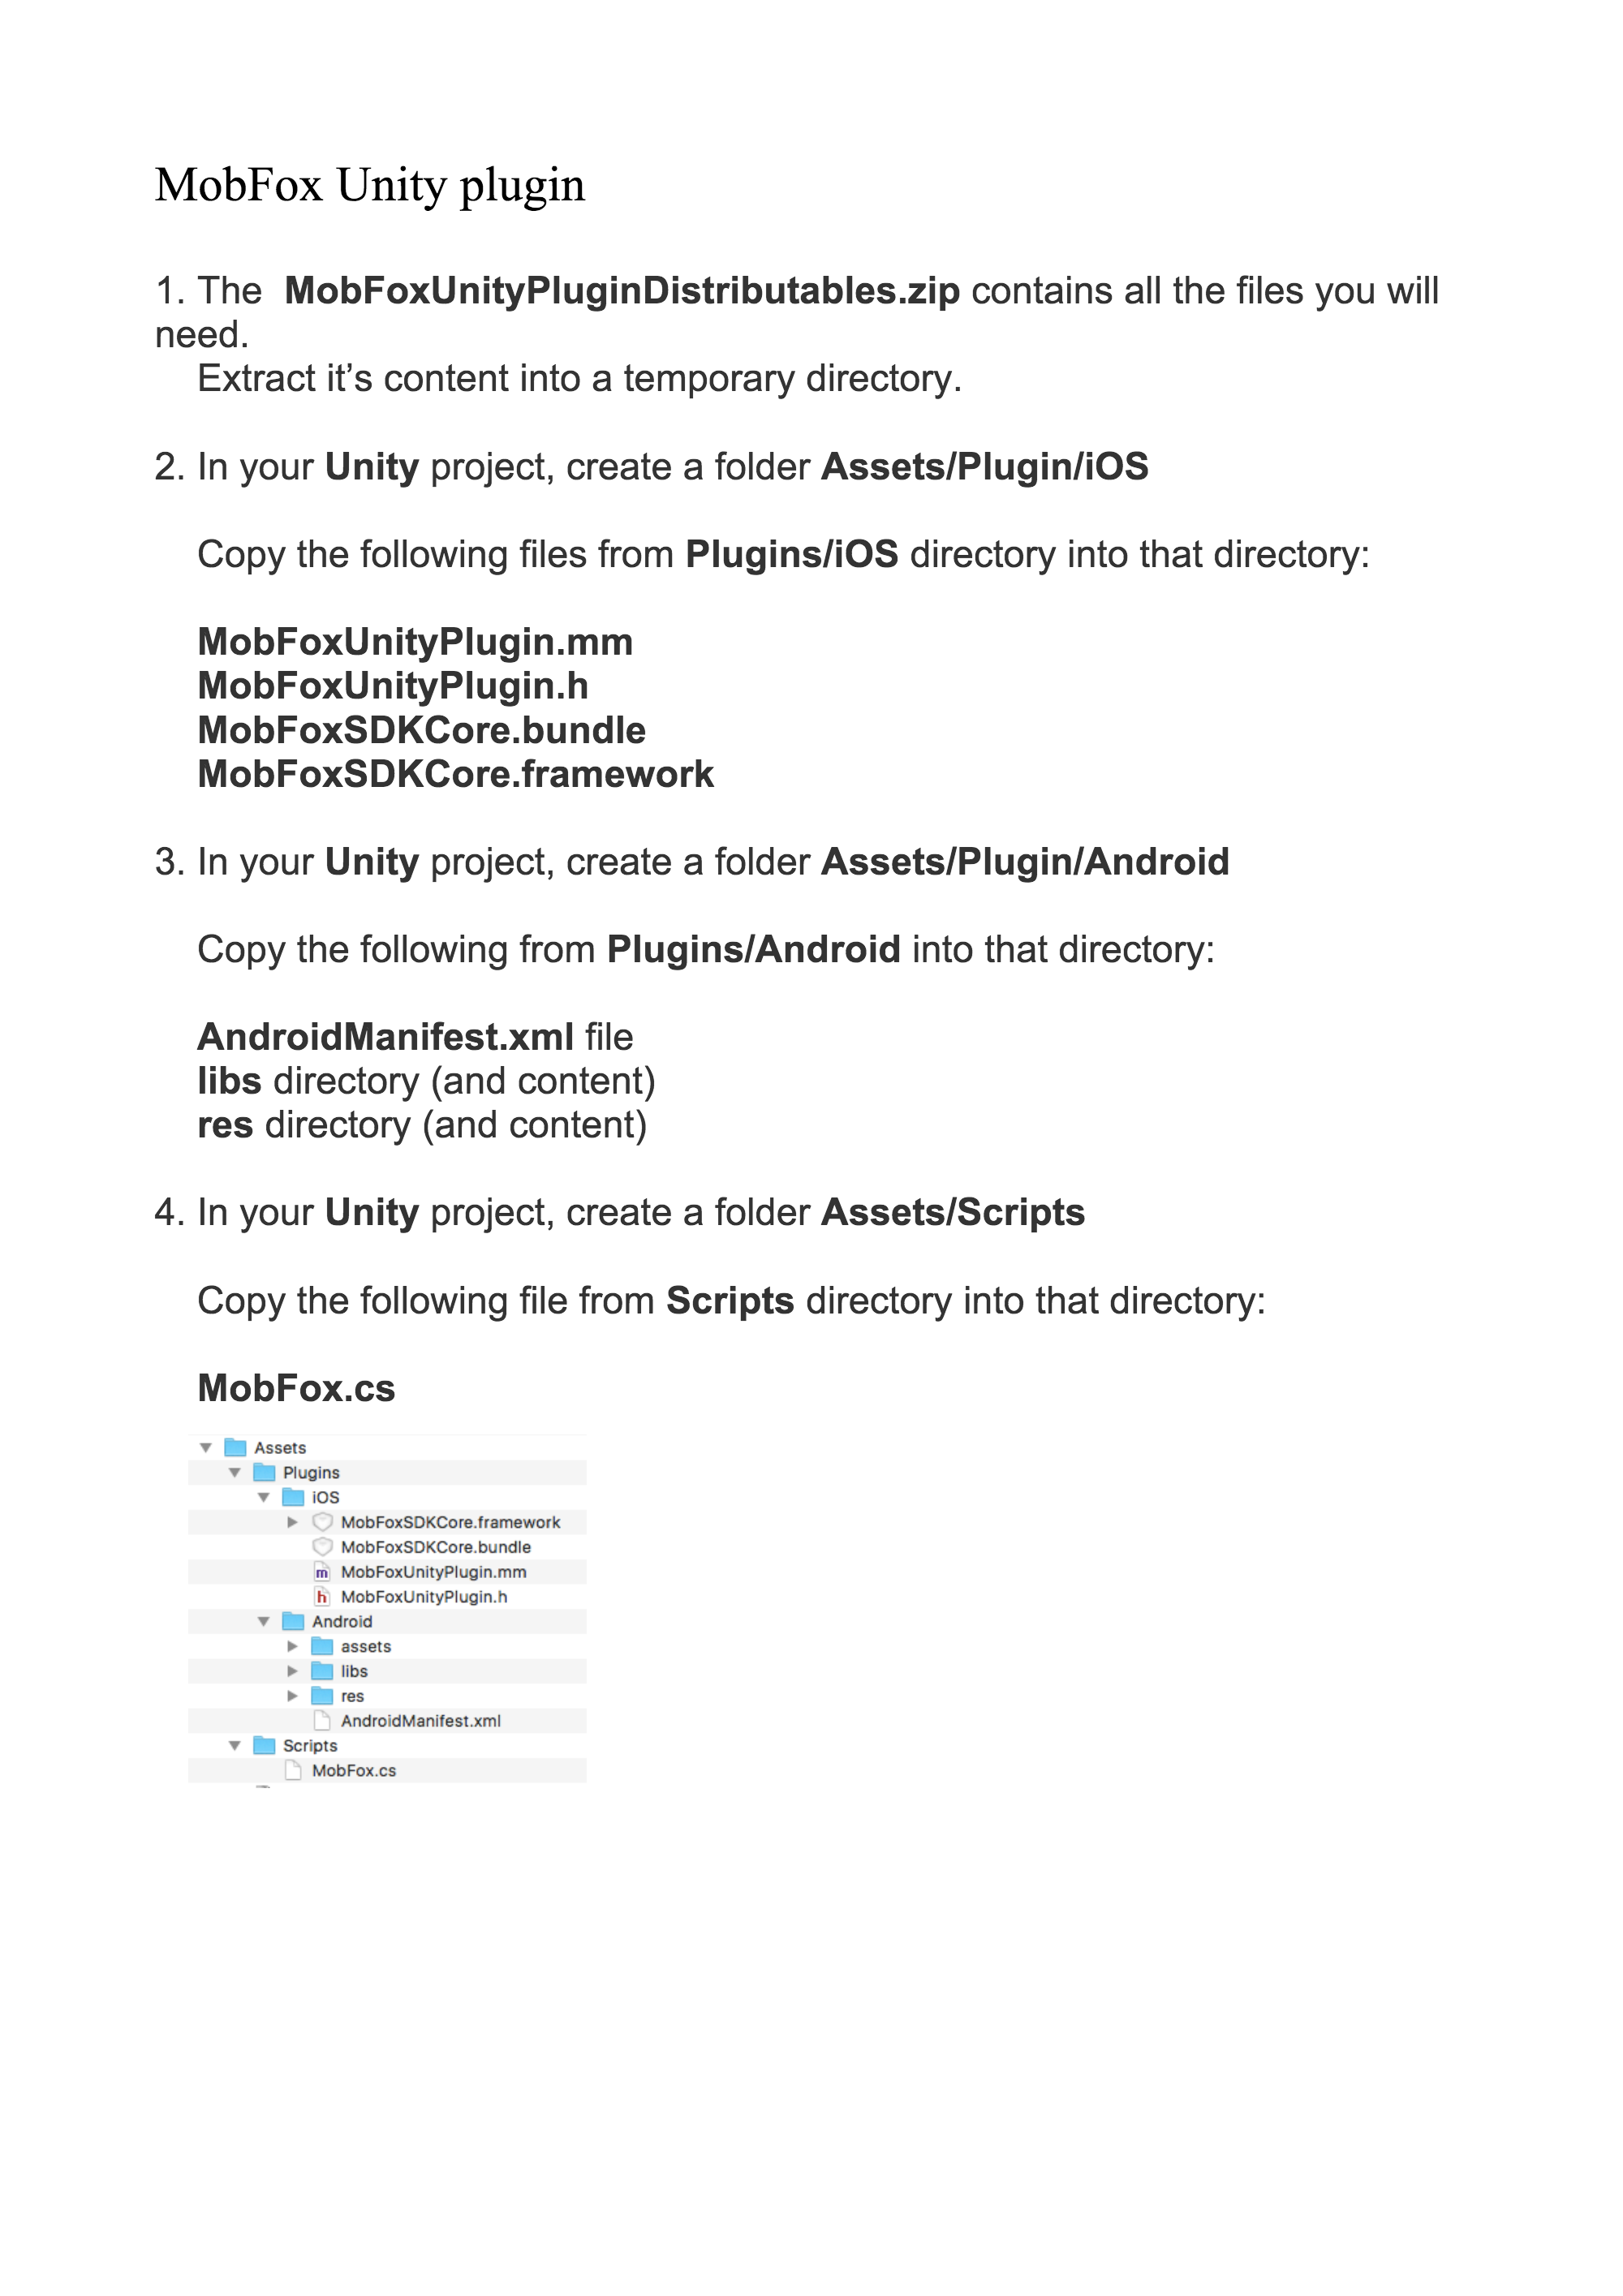 MobFox Unity plugin
1. The  MobFoxUnityPluginDistributables.zip contains all the files you will
need.
Extract it’s content into a temporary directory.
2. In your Unity project, create a folder Assets/Plugin/iOS
Copy the following files from Plugins/iOS directory into that directory:
MobFoxUnityPlugin.mm
MobFoxUnityPlugin.h
MobFoxSDKCore.bundle
MobFoxSDKCore.framework
3. In your Unity project, create a folder Assets/Plugin/Android
Copy the following from Plugins/Android into that directory:
AndroidManifest.xml file
libs directory (and content)
res directory (and content)
4. In your Unity project, create a folder Assets/Scripts
Copy the following file from Scripts directory into that directory:
MobFox.cs
Assets
Plugins
iOS
MobFoxSDKCore.framework
MobFoxSDKCore.bundle
m MobFoxUnityPlugin.mm
h MobFoxUnityPlugin.h
Android
assets
libs
res
AndroidManifest.xml
Scripts
MobFox.cs